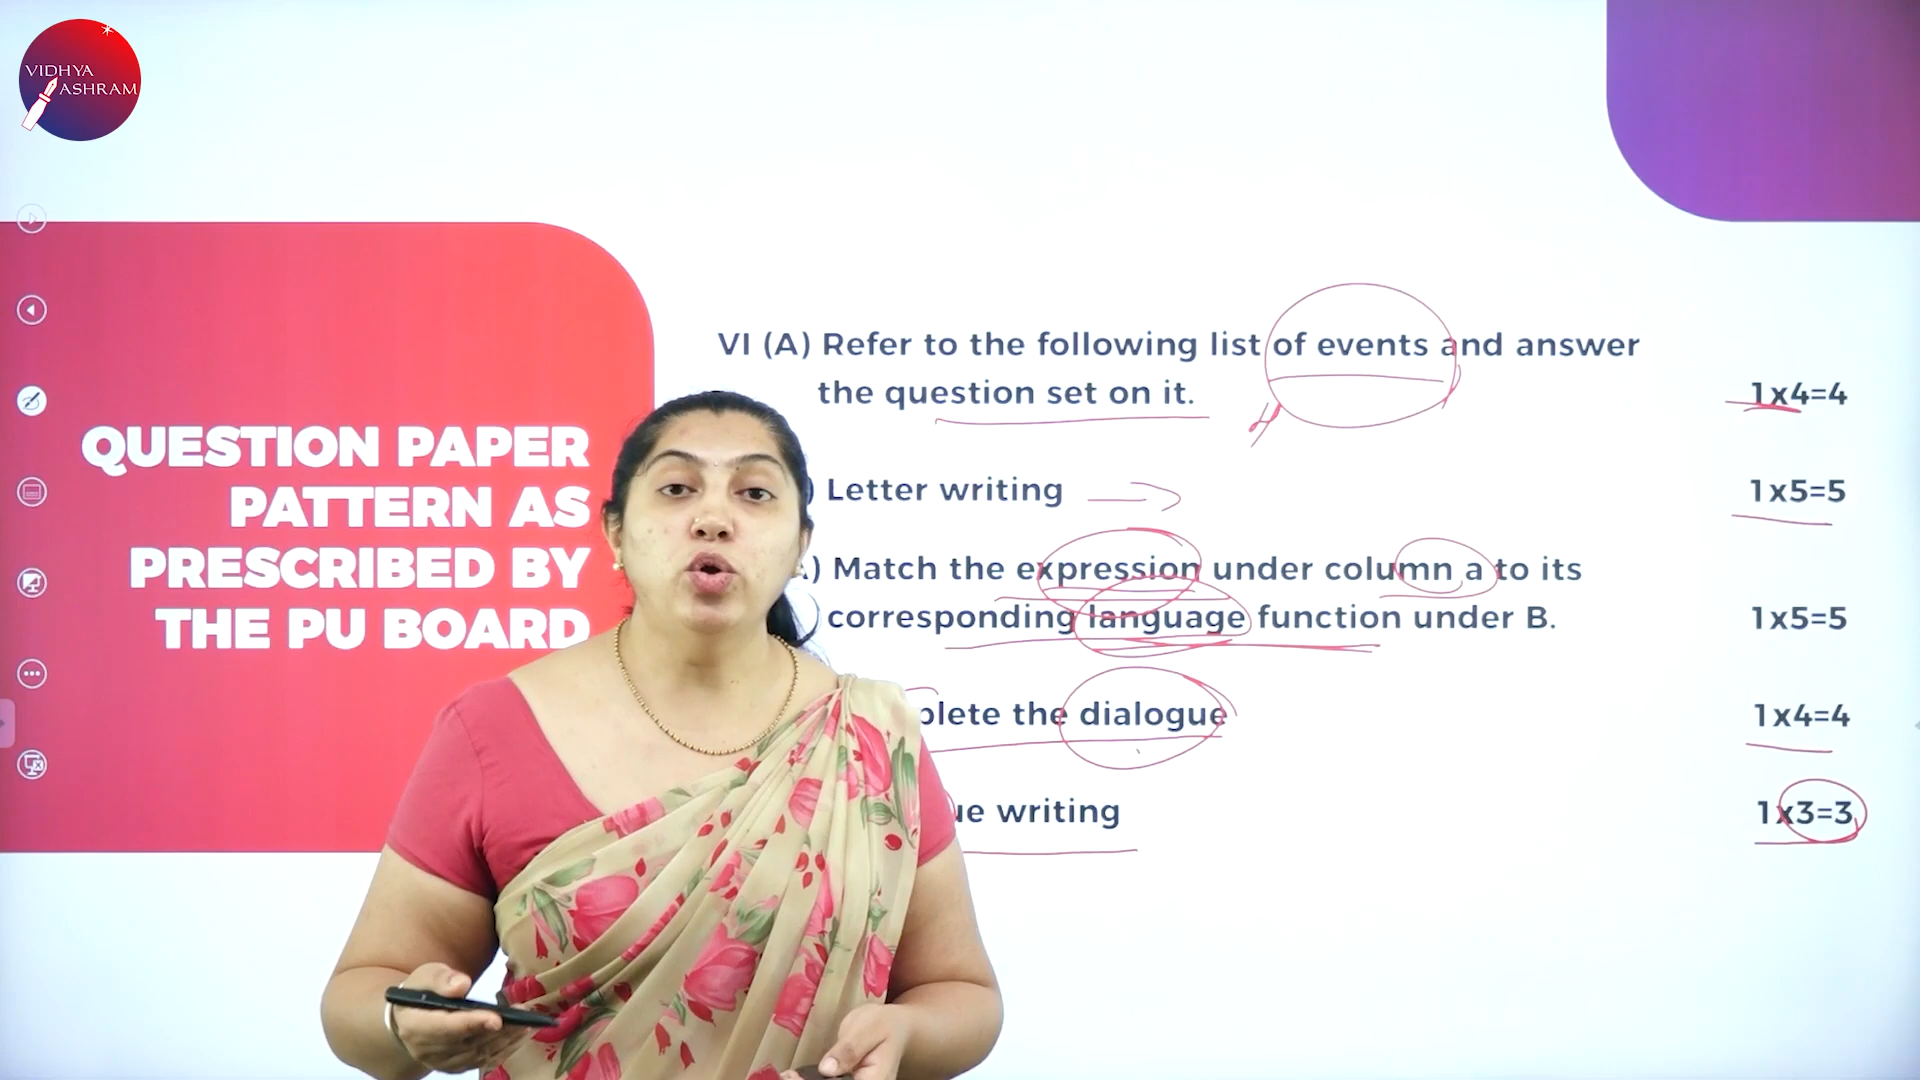 VIDHYA
ASHRAM
QUESTION PAPER
PATTERN AS
PRESCRIBED BY
THE PU BOARD
VI (A) Refer to the following list of events and answer
the question set on it. 1x4=4
) Letter writing 1x5=5
) Match the expression under column a to its
corresponding language function under B. 1x5=5
plete the dialogue 1x4=4
ue writing 1x3=3